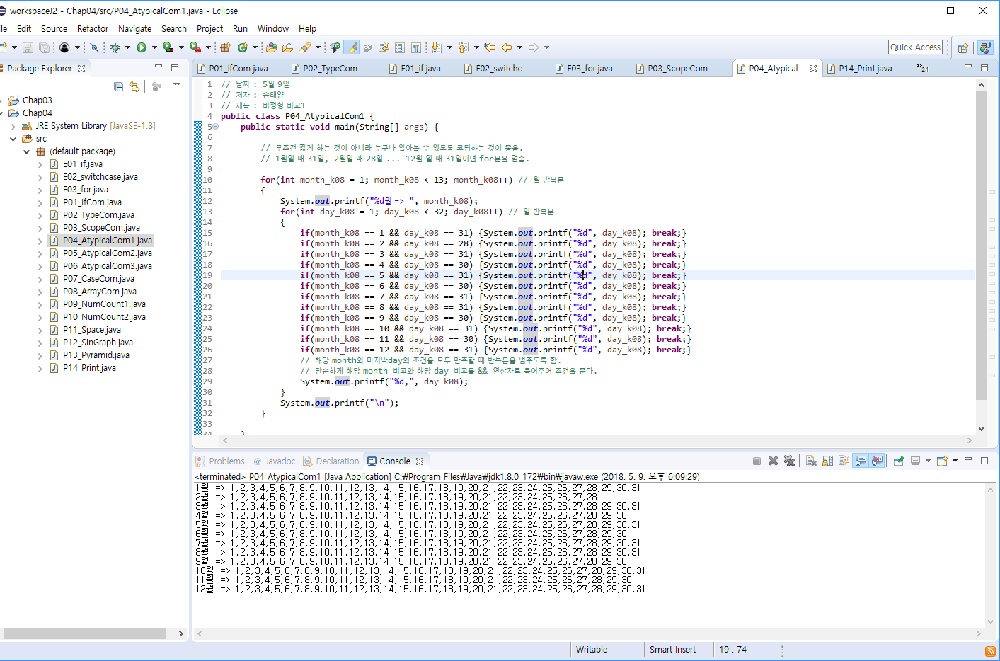 workspaceJ2 - Chap04/src/P04_AtypicalCom1.java - Eclipse
le Edit Source Refactor Navigate Search Project Run Window Help
Quick Access
Package Explorer
P01_IfCom.java P02_TypeCom.... E01_if.java E02_switchc... E03_for.java P03_ScopeCom... P04_Atypical... P14_Print.java 24
Chap03
Chap04
JRE System Library [JavaSE-1.8]
src
(default package)
E01_if.java
E02_switchcase.java
E03_for.java
P01_IfCom.java
P02_TypeCom.java
P03_ScopeCom.java
P04_AtypicalCom1.java
P05_AtypicalCom2.java
P06_AtypicalCom3.java
P07_CaseCom.java
P08_ArrayCom.java
P09_NumCount1.java
P10_NumCount2.java
P11_Space.java
P12_SinGraph.java
P13_Pyramid.java
P14_Print.java
1 // 날짜 : 5월 9일
2 // 저자 : 송태양
3 // 제목 : 비정형 비교1
4 public class P04_AtypicalCom1 {
5 public static void main(String[] args) {
6
7 // 무조건 짧게 하는 것이 아니라 누구나 알아볼 수 있도록 코딩하는 것이 좋음.
8 // 1월일 때 31일, 2월일 때 28일 ... 12월 일 때 31일이면 for문을 멈춤.
9
10 for(int month_k08 = 1; month_k08 < 13; month_k08++) // 월 반복문
11 {
12 System.out.printf("%d월 => ", month_k08);
13 for(int day_k08 = 1; day_k08 < 32; day_k08++) // 일 반복문
14 {
15 if(month_k08 == 1 && day_k08 == 31) {System.out.printf("%d", day_k08); break;}
16 if(month_k08 == 2 && day_k08 == 28) {System.out.printf("%d", day_k08); break;}
17 if(month_k08 == 3 && day_k08 == 31) {System.out.printf("%d", day_k08); break;}
18 if(month_k08 == 4 && day_k08 == 30) {System.out.printf("%d", day_k08); break;}
19 if(month_k08 == 5 && day_k08 == 31) {System.out.printf("%d", day_k08); break;}
20 if(month_k08 == 6 && day_k08 == 30) {System.out.printf("%d", day_k08); break;}
21 if(month_k08 == 7 && day_k08 == 31) {System.out.printf("%d", day_k08); break;}
22 if(month_k08 == 8 && day_k08 == 31) {System.out.printf("%d", day_k08); break;}
23 if(month_k08 == 9 && day_k08 == 30) {System.out.printf("%d", day_k08); break;}
24 if(month_k08 == 10 && day_k08 == 31) {System.out.printf("%d", day_k08); break;}
25 if(month_k08 == 11 && day_k08 == 30) {System.out.printf("%d", day_k08); break;}
26 if(month_k08 == 12 && day_k08 == 31) {System.out.printf("%d", day_k08); break;}
27 // 해당 month와 마지막day의 조건을 모두 만족할 때 반복문을 멈추도록 함.
28 // 단순하게 해당 month 비교와 해당 day 비교를 && 연산자로 묶어주어 조건을 준다.
29 System.out.printf("%d,", day_k08);
30 }
31 System.out.printf("\n");
32 }
33
34 }
Problems Javadoc Declaration Console
<terminated> P04_AtypicalCom1 [Java Application] C:₩Program Files₩Java₩jdk1.8.0_172₩bin₩javaw.exe (2018. 5. 9. 오후 6:09:29)
1월 => 1,2,3,4,5,6,7,8,9,10,11,12,13,14,15,16,17,18,19,20,21,22,23,24,25,26,27,28,29,30,31
2월 => 1,2,3,4,5,6,7,8,9,10,11,12,13,14,15,16,17,18,19,20,21,22,23,24,25,26,27,28
3월 => 1,2,3,4,5,6,7,8,9,10,11,12,13,14,15,16,17,18,19,20,21,22,23,24,25,26,27,28,29,30,31
4월 => 1,2,3,4,5,6,7,8,9,10,11,12,13,14,15,16,17,18,19,20,21,22,23,24,25,26,27,28,29,30
5월 => 1,2,3,4,5,6,7,8,9,10,11,12,13,14,15,16,17,18,19,20,21,22,23,24,25,26,27,28,29,30,31
6월 => 1,2,3,4,5,6,7,8,9,10,11,12,13,14,15,16,17,18,19,20,21,22,23,24,25,26,27,28,29,30
7월 => 1,2,3,4,5,6,7,8,9,10,11,12,13,14,15,16,17,18,19,20,21,22,23,24,25,26,27,28,29,30,31
8월 => 1,2,3,4,5,6,7,8,9,10,11,12,13,14,15,16,17,18,19,20,21,22,23,24,25,26,27,28,29,30,31
9월 => 1,2,3,4,5,6,7,8,9,10,11,12,13,14,15,16,17,18,19,20,21,22,23,24,25,26,27,28,29,30
10월 => 1,2,3,4,5,6,7,8,9,10,11,12,13,14,15,16,17,18,19,20,21,22,23,24,25,26,27,28,29,30,31
11월 => 1,2,3,4,5,6,7,8,9,10,11,12,13,14,15,16,17,18,19,20,21,22,23,24,25,26,27,28,29,30
12월 => 1,2,3,4,5,6,7,8,9,10,11,12,13,14,15,16,17,18,19,20,21,22,23,24,25,26,27,28,29,30,31
Writable Smart Insert 19 : 74